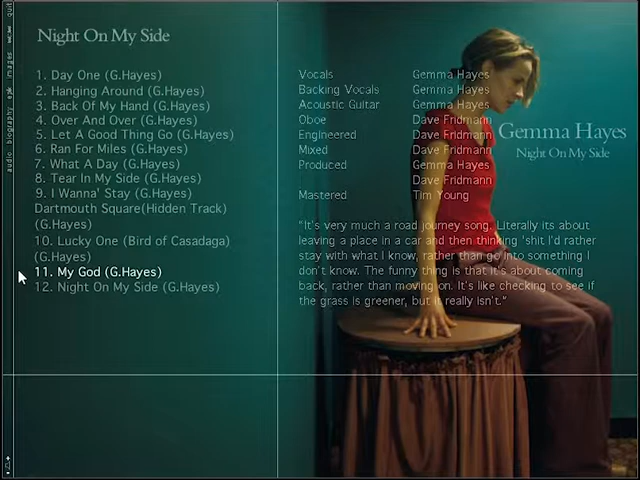 Night On My Side
1. Day One (G.Hayes)
2. Hanging Around (G.Hayes)
3. Back Of My Hand (G.Hayes)
4. Over And Over (G.Hayes)
5. Let A Good Thing Go (G.Hayes)
6. Ran For Miles (G.Hayes)
7. What A Day (G.Hayes)
8. Tear In My Side (G.Hayes)
9. I Wanna' Stay (G.Hayes)
Dartmouth Square(Hidden Track)
(G.Hayes)
10. Lucky One (Bird of Casadaga)
(G.Hayes)
11. My God (G.Hayes)
12. Night On My Side (G.Hayes)
Vocals Gemma Hayes
Backing Vocals Gemma Hayes
Acoustic Guitar Gemma Hayes
Oboe Dave Fridmann
Engineered Dave Fridmann
Mixed Dave Fridmann
Produced Gemma Hayes
Dave Fridmann
Mastered Tim Young
"It's very much a road journey song. Literally its about
leaving a place in a car and then thinking 'shit I'd rather
stay with what I know, rather than go into something I
don't know. The funny thing is that it's about coming
back, rather than moving on. It's like checking to see if
the grass is greener, but it really isn't."
Gemma Hayes
Night On My Side
audio biography epk images www quit